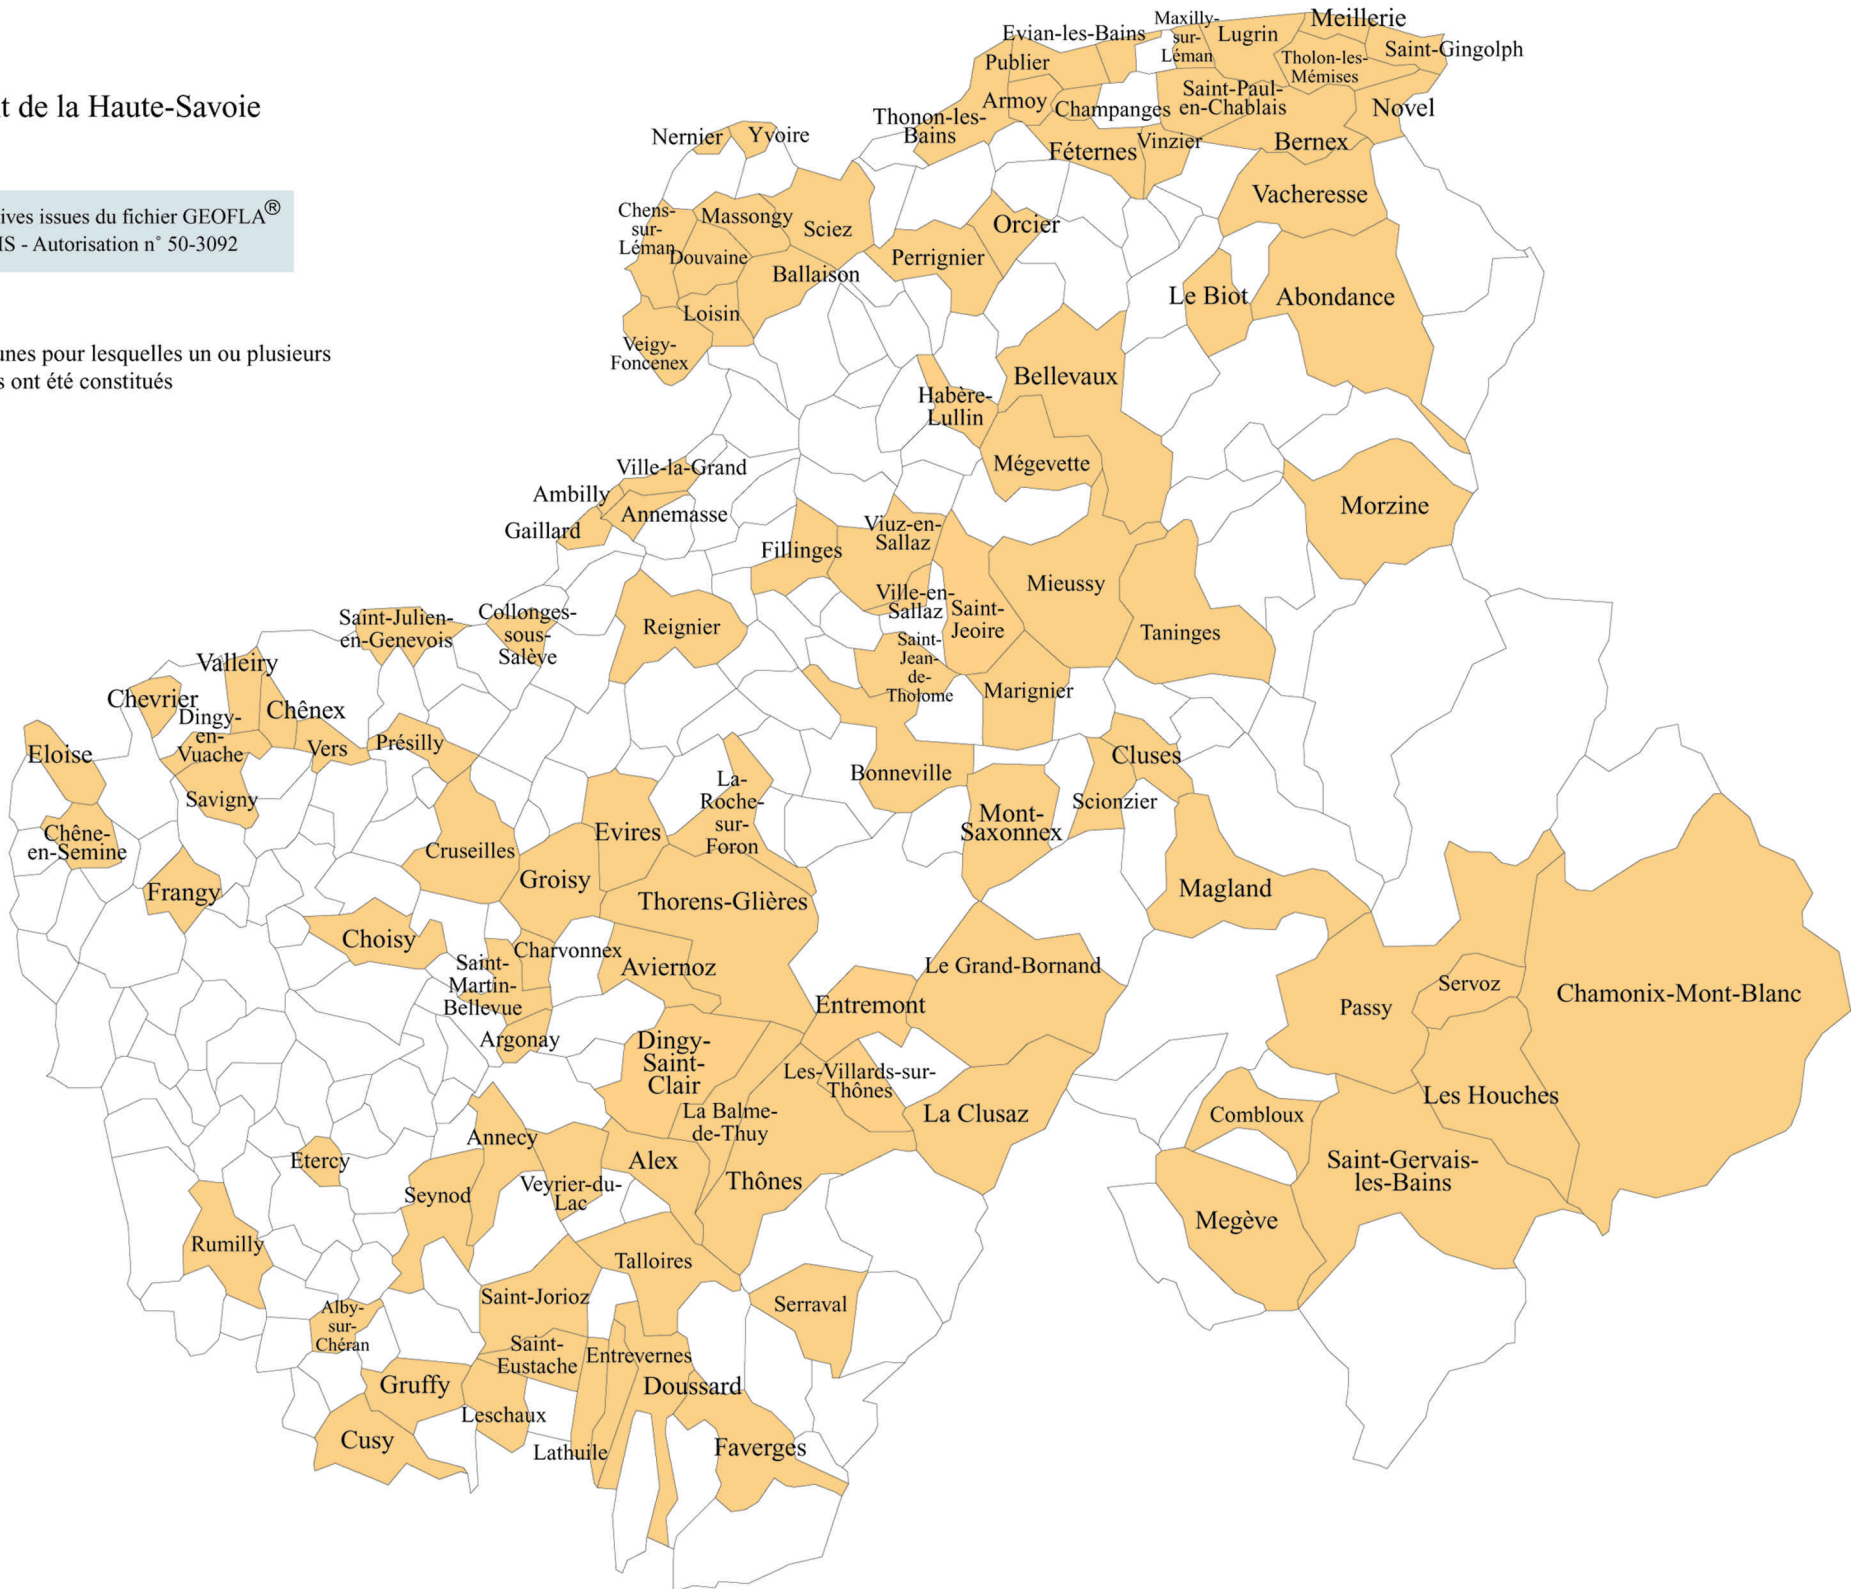 t de la Haute-Savoie
ives issues du fichier GEOFLA®
IS - Autorisation n° 50-3092
unes pour lesquelles un ou plusieurs
s ont été constitués
Meillerie
Maxilly-
sur-
Léman
Evian-les-Bains
Lugrin
Saint-Gingolph
Publier
Tholon-les-
Mémises
Saint-Paul-
en-Chablais
Armoy
Champanges
Novel
Thonon-les-
Bains
Nernier
Yvoire
Vinzier
Bernex
Féternes
Vacheresse
Chens-
sur-
Léman
Massongy
Sciez
Orcier
Douvaine
Perrignier
Ballaison
Le Biot
Abondance
Loisin
Veigy-
Foncenex
Bellevaux
Habère-
Lullin
Mégevette
Ville-la-Grand
Ambilly
Annemasse
Gaillard
Morzine
Viuz-en-
Sallaz
Fillinges
Mieussy
Ville-en-
Sallaz
Saint-
Jeoire
Collonges-
sous-
Salève
Saint-Julien-
en-Genevois
Reignier
Taninges
Saint-
Jean-
de-
Tholome
Valleiry
Chevrier
Marignier
Chênex
Dingy-
en-
Vuache
Vers
Présilly
Eloise
Cluses
Bonneville
La-
Roche-
sur-
Foron
Savigny
Scionzier
Mont-
Saxonnex
Chêne-
en-Semine
Evires
Cruseilles
Groisy
Frangy
Magland
Thorens-Glières
Choisy
Charvonnex
Saint-
Martin-
Bellevue
Aviernoz
Le Grand-Bornand
Servoz
Chamonix-Mont-Blanc
Entremont
Passy
Argonay
Dingy-
Saint-
Clair
Les-Villards-sur-
Thônes
Les Houches
La Balme-
de-Thuy
La Clusaz
Combloux
Annecy
Etercy
Alex
Saint-Gervais-
les-Bains
Thônes
Seynod
Veyrier-du-
Lac
Megève
Rumilly
Talloires
Saint-Jorioz
Serraval
Alby-
sur-
Chéran
Saint-
Eustache
Entrevernes
Gruffy
Doussard
Leschaux
Cusy
Lathuile
Faverges